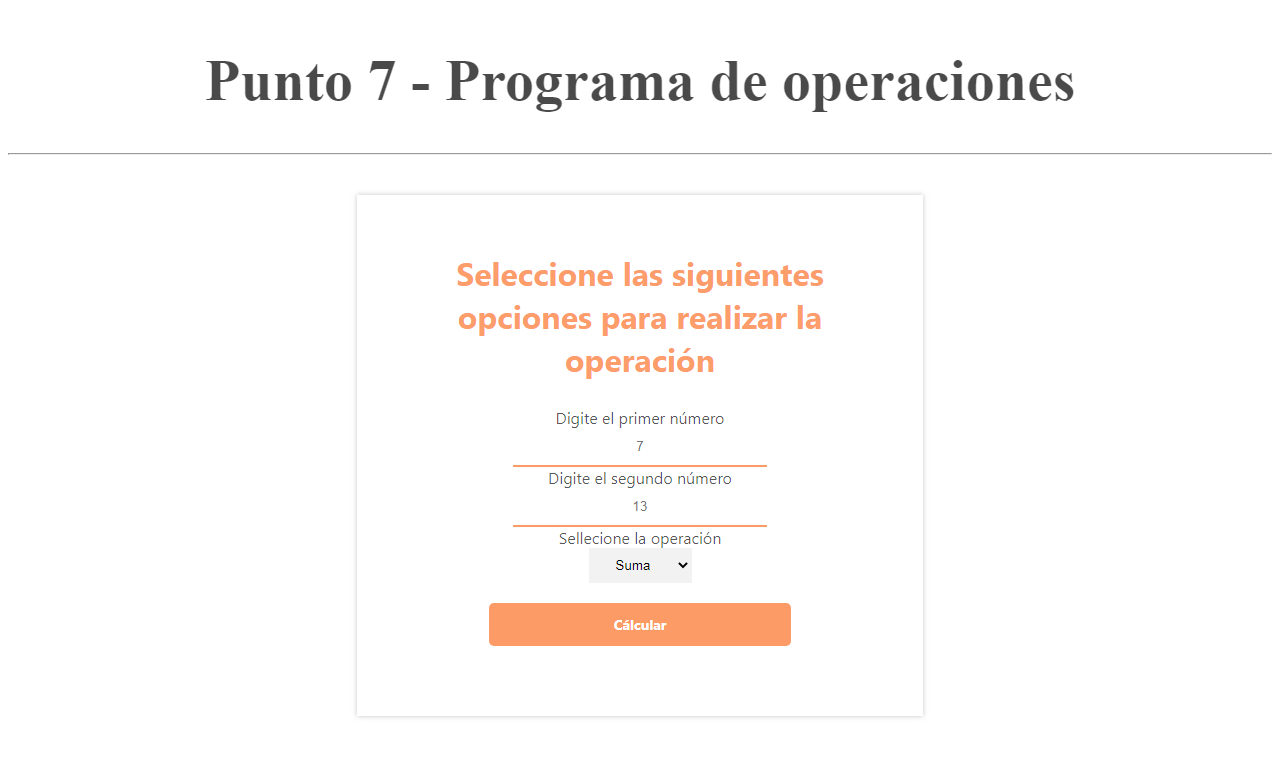 Punto 7 - Programa de operaciones
Seleccione las siguientes
opciones para realizar la
operación
Digite el primer número
7
Digite el segundo número
13
Sellecione la operación
Suma
Cálcular